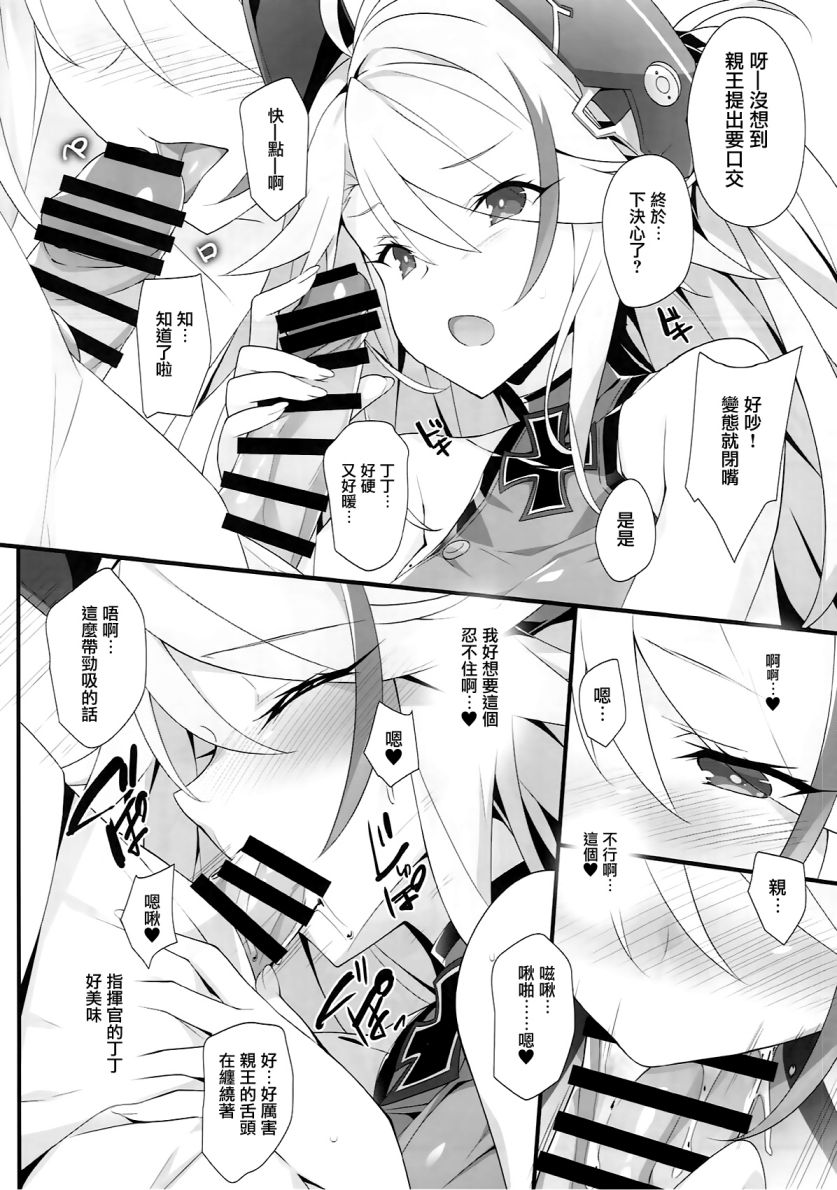 呀—沒想到
親王提出要口交
終於…
下決心了?
快—點—啊
知…
知道了啦
好吵!
變態就閉嘴
是是
丁丁…
好硬
又好暖…
ペロ
ドキ
ドキ
啊啊…
嗯…
不行啊…
這個♥
親…
滋啾
啾啪……嗯♥
我好想要這個
忍不住啊…♥
嗯♥
唔啊…
這麼帶勁吸的話
嗯啾♥
指揮官的丁丁
好美味
好…好厲害
親王的舌頭
在纏繞著